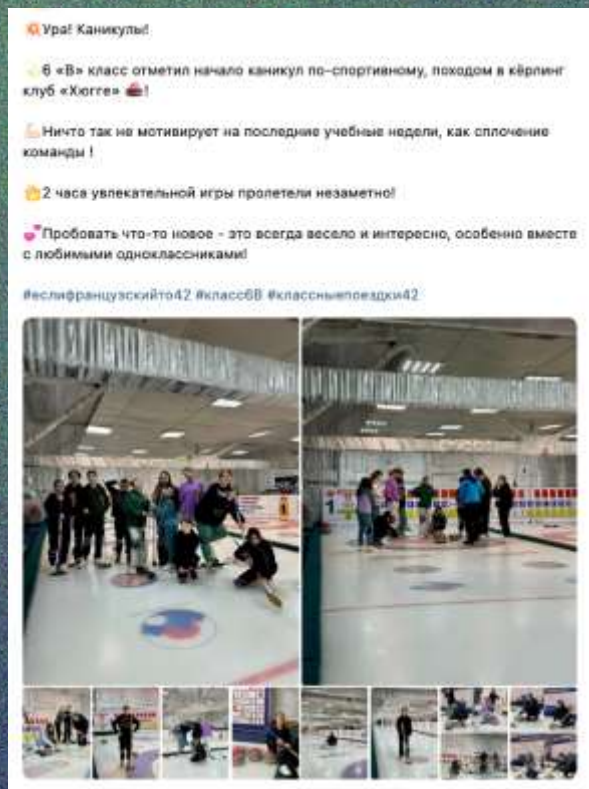 Ура! Каникулы!
6 «В» класс отметил начало каникул по-спортивному, походом в кёрлинг
клуб «Хюгге» !
Ничто так не мотивирует на последние учебные недели, как сплочение
команды !
2 часа увлекательной игры пролетели незаметно!
Пробовать что-то новое - это всегда весело и интересно, особенно вместе
с любимыми одноклассниками!
#еслифранцузскийто42 #класс6В #классныепоездки42